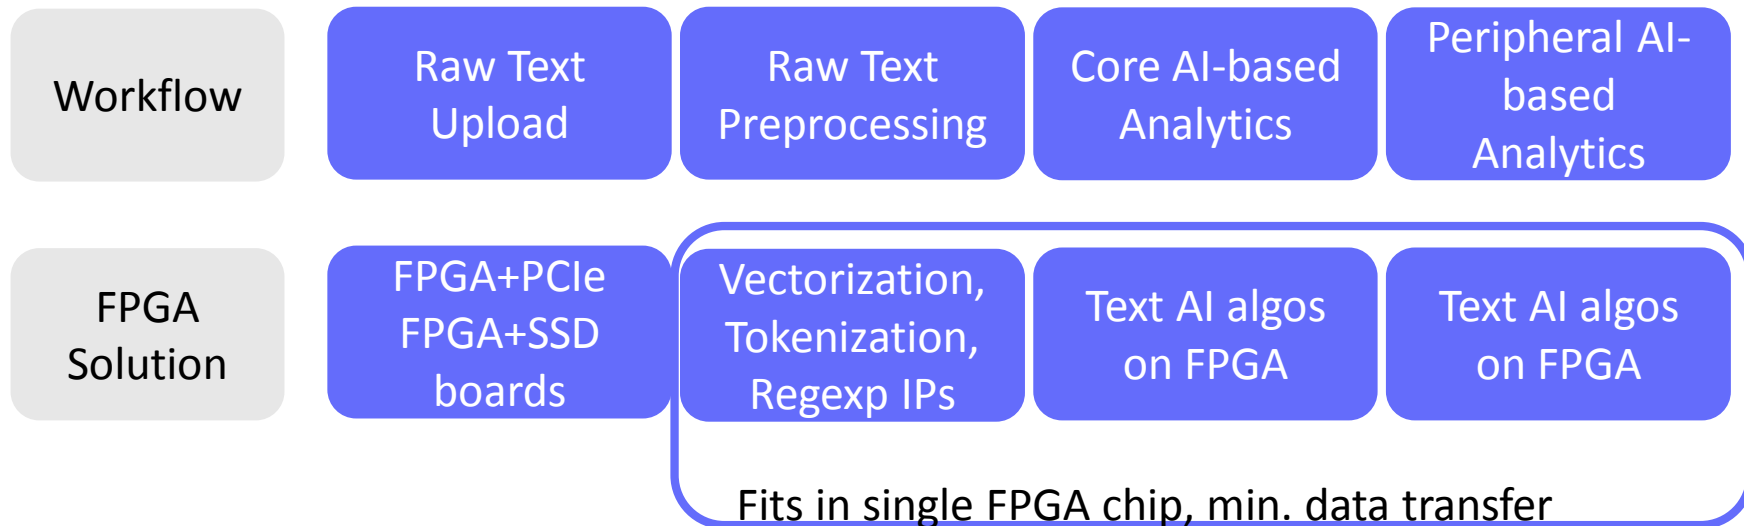 Workflow
Raw Text
Upload
Raw Text
Preprocessing
Core AI-based
Analytics
Peripheral AI-
based
Analytics
FPGA
Solution
FPGA+PCIe
FPGA+SSD
boards
Vectorization,
Tokenization,
Regexp IPs
Text AI algos
on FPGA
Text AI algos
on FPGA
Fits in single FPGA chip, min. data transfer